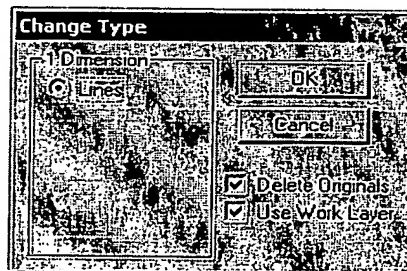 Change Type
1 Dimension
Lines
OK
Cancel
Delete Originals
Use Work Layer